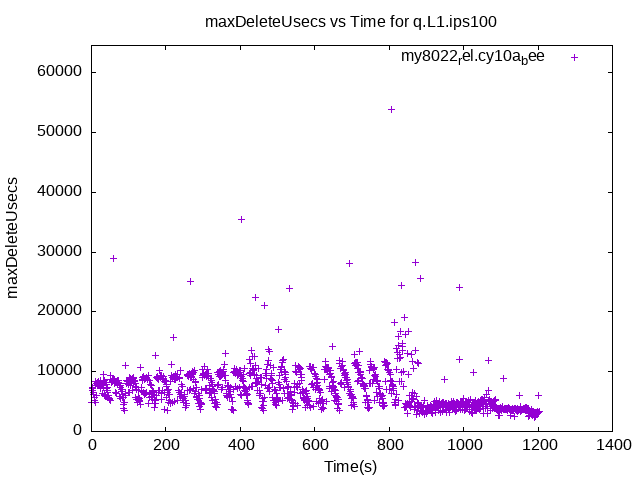 maxDeleteUsecs vs Time for q.L1.ips100
my8022rel.cy10abee
60000
50000
40000
30000
20000
10000
0
maxDeleteUsecs
0 200 400 600 800 1000 1200 1400
Time(s)